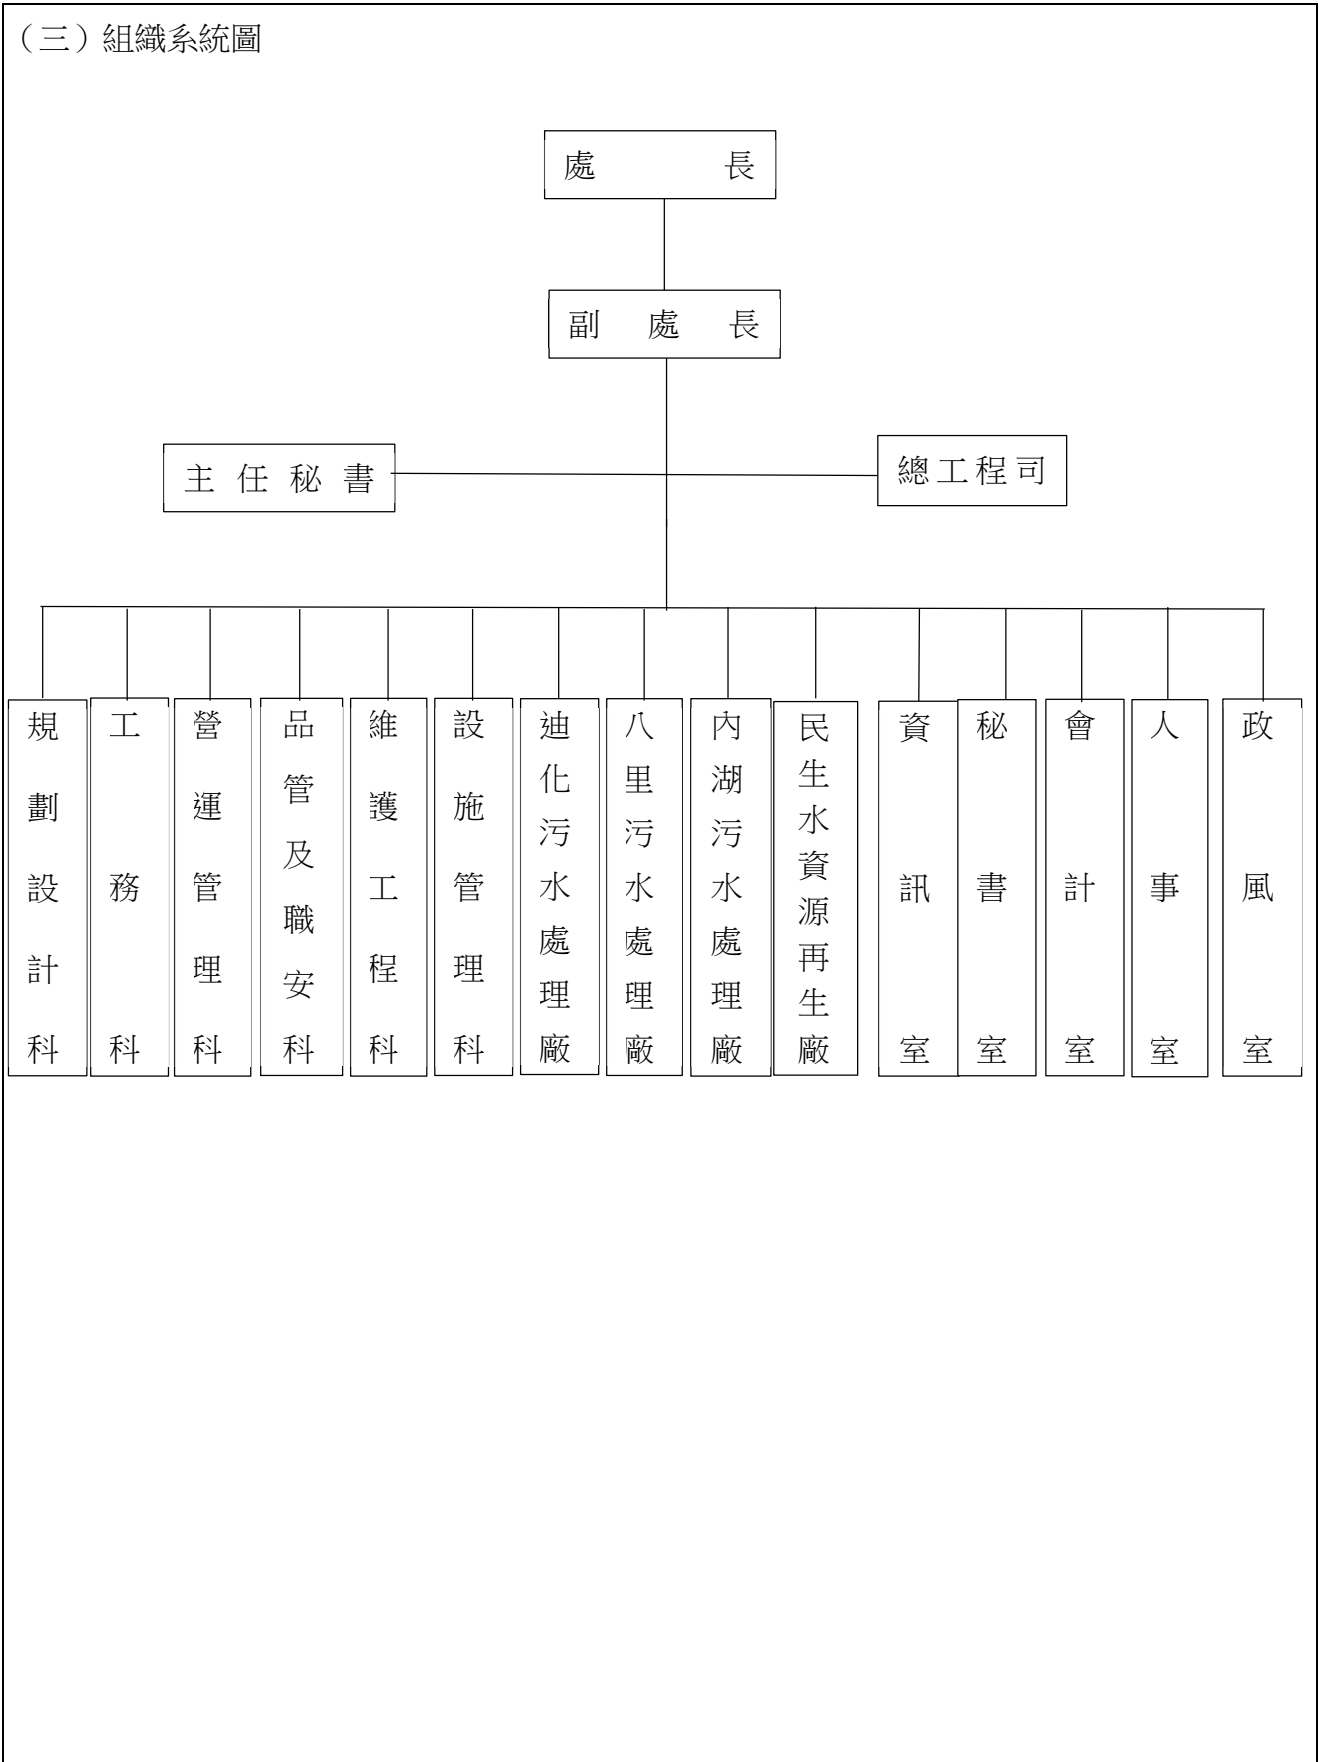 （三）組織系統圖
處長
副處長
主任秘書
總工程司
規劃設計科
工務科
營運管理科
品管及職安科
維護工程科
設施管理科
迪化污水處理廠
八里污水處理廠
內湖污水處理廠
民生水資源再生廠
資訊室
秘書室
會計室
人事室
政風室